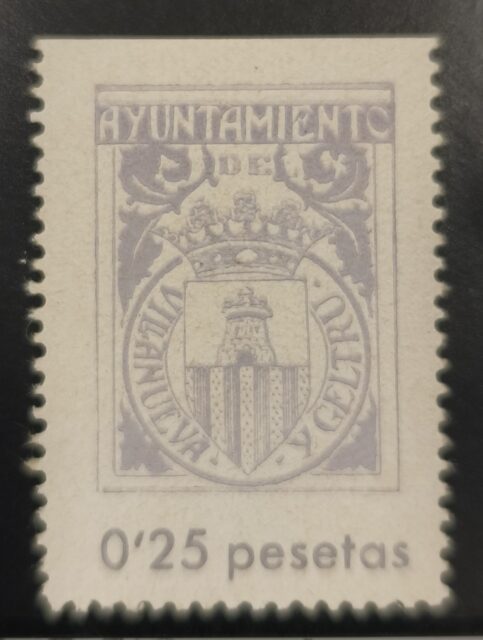 AYUNTAMIENTO
DE
VILANUEVA
Y GELTRU.
0'25 pesetas